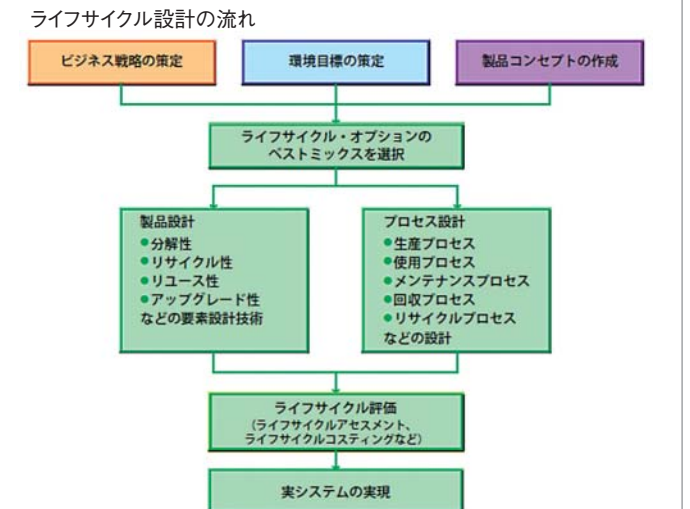 ライフサイクル設計の流れ
ビジネス戦略の策定
環境目標の策定
製品コンセプトの作成
ライフサイクル・オプションの
ベストミックスを選択
製品設計
●分解性
●リサイクル性
●リユース性
●アップグレード性
などの要素設計技術
プロセス設計
●生産プロセス
●使用プロセス
●メンテナンスプロセス
●回収プロセス
●リサイクルプロセス
などの設計
ライフサイクル評価
(ライフサイクルアセスメント、
ライフサイクルコスティングなど)
実システムの実現